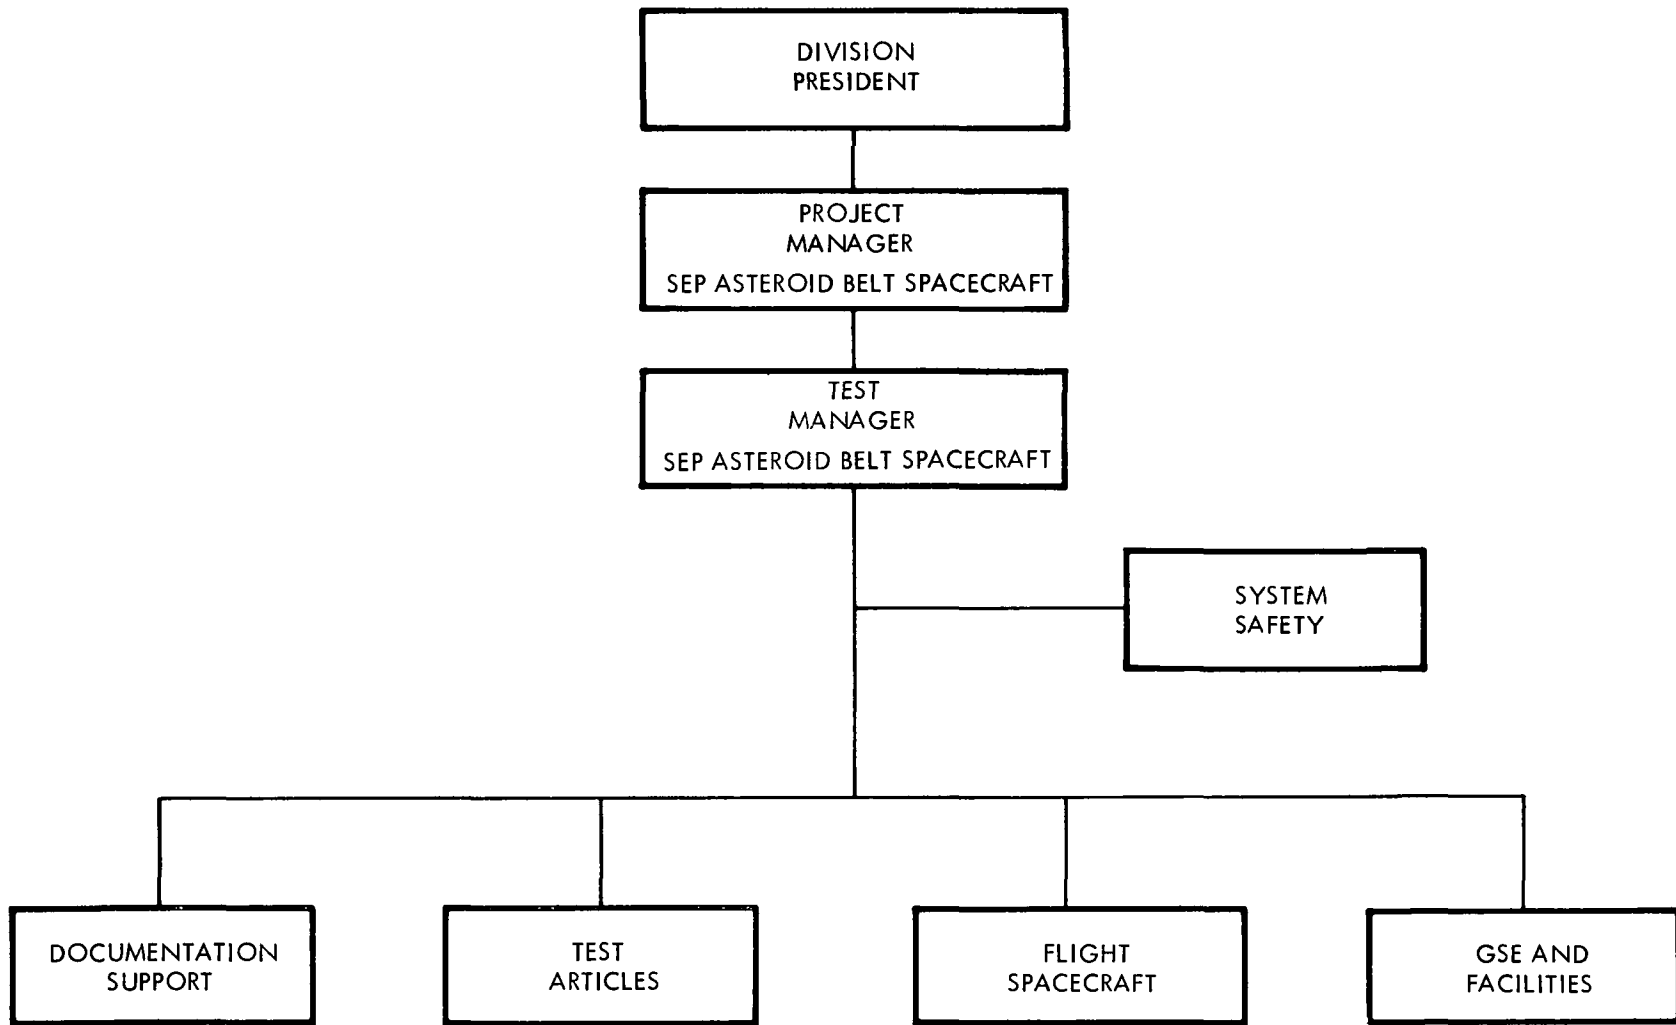 DIVISION
PRESIDENT
PROJECT
MANAGER
SEP ASTEROID BELT SPACECRAFT
TEST
MANAGER
SEP ASTEROID BELT SPACECRAFT
SYSTEM
SAFETY
DOCUMENTATION
SUPPORT
TEST
ARTICLES
FLIGHT
SPACECRAFT
GSE AND
FACILITIES